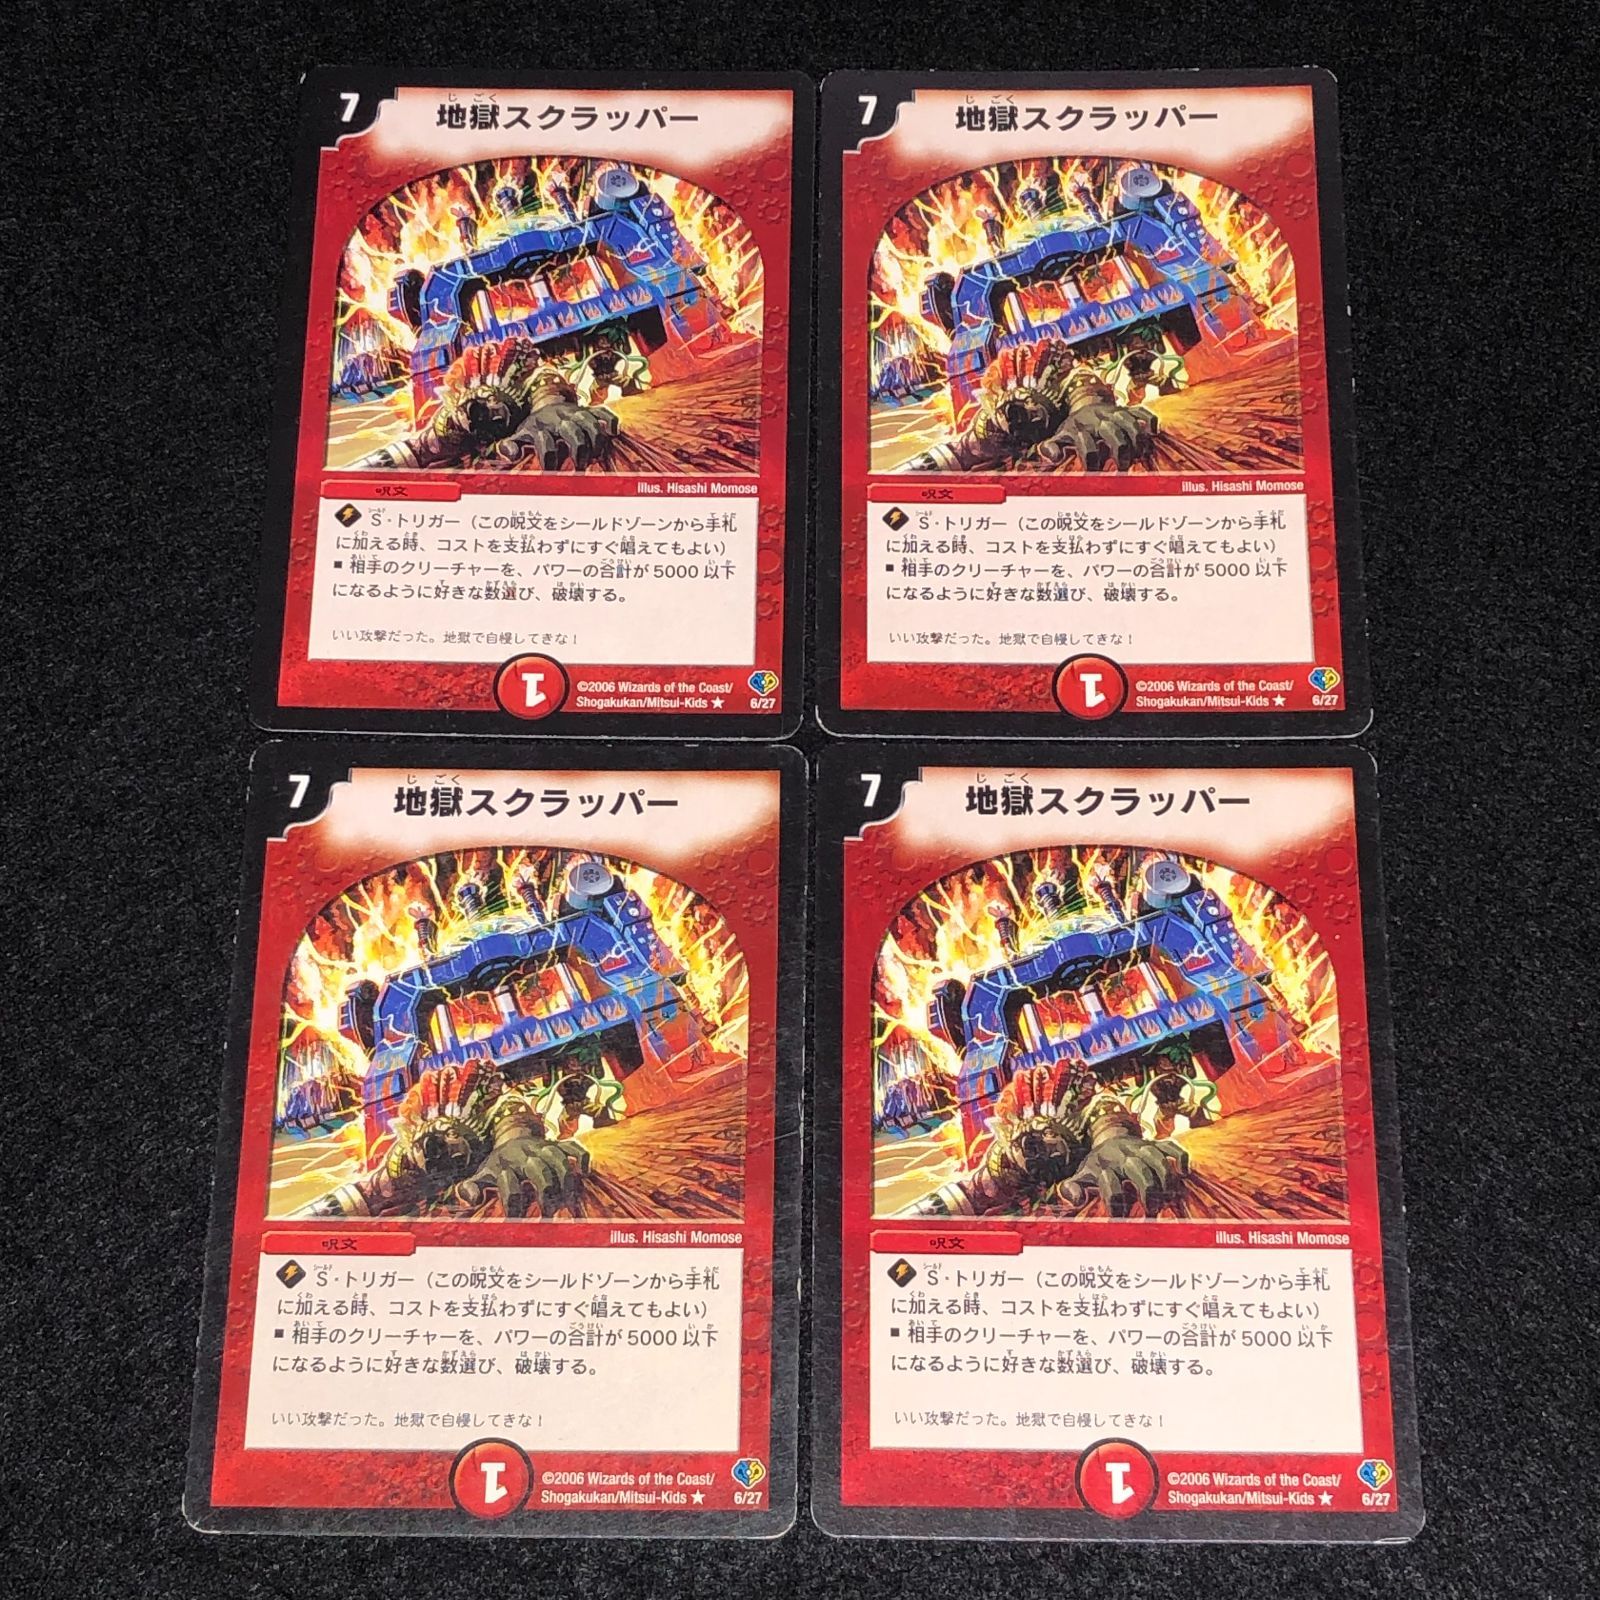 7
地獄スクラッパー
じごく
呪文
illus. Hisashi Momose
S・トリガー（この呪文をシールドゾーンから手札
に加える時、コストを支払わずにすぐ唱えてもよい）
■ 相手のクリーチャーを、パワーの合計が 5000 以下
になるように好きな数選び、破壊する。
いい攻撃だった。地獄で自慢してきな！
1
©2006 Wizards of the Coast/
Shogakukan/Mitsui-Kids ★
6/27
7
地獄スクラッパー
じごく
呪文
illus. Hisashi Momose
S・トリガー（この呪文をシールドゾーンから手札
に加える時、コストを支払わずにすぐ唱えてもよい）
■ 相手のクリーチャーを、パワーの合計が 5000 以下
になるように好きな数選び、破壊する。
いい攻撃だった。地獄で自慢してきな！
1
©2006 Wizards of the Coast/
Shogakukan/Mitsui-Kids ★
6/27
7
地獄スクラッパー
じごく
呪文
illus. Hisashi Momose
S・トリガー（この呪文をシールドゾーンから手札
に加える時、コストを支払わずにすぐ唱えてもよい）
■ 相手のクリーチャーを、パワーの合計が 5000 以下
になるように好きな数選び、破壊する。
いい攻撃だった。地獄で自慢してきな！
1
©2006 Wizards of the Coast/
Shogakukan/Mitsui-Kids ★
6/27
7
地獄スクラッパー
じごく
呪文
illus. Hisashi Momose
S・トリガー（この呪文をシールドゾーンから手札
に加える時、コストを支払わずにすぐ唱えてもよい）
■ 相手のクリーチャーを、パワーの合計が 5000 以下
になるように好きな数選び、破壊する。
いい攻撃だった。地獄で自慢してきな！
1
©2006 Wizards of the Coast/
Shogakukan/Mitsui-Kids ★
6/27